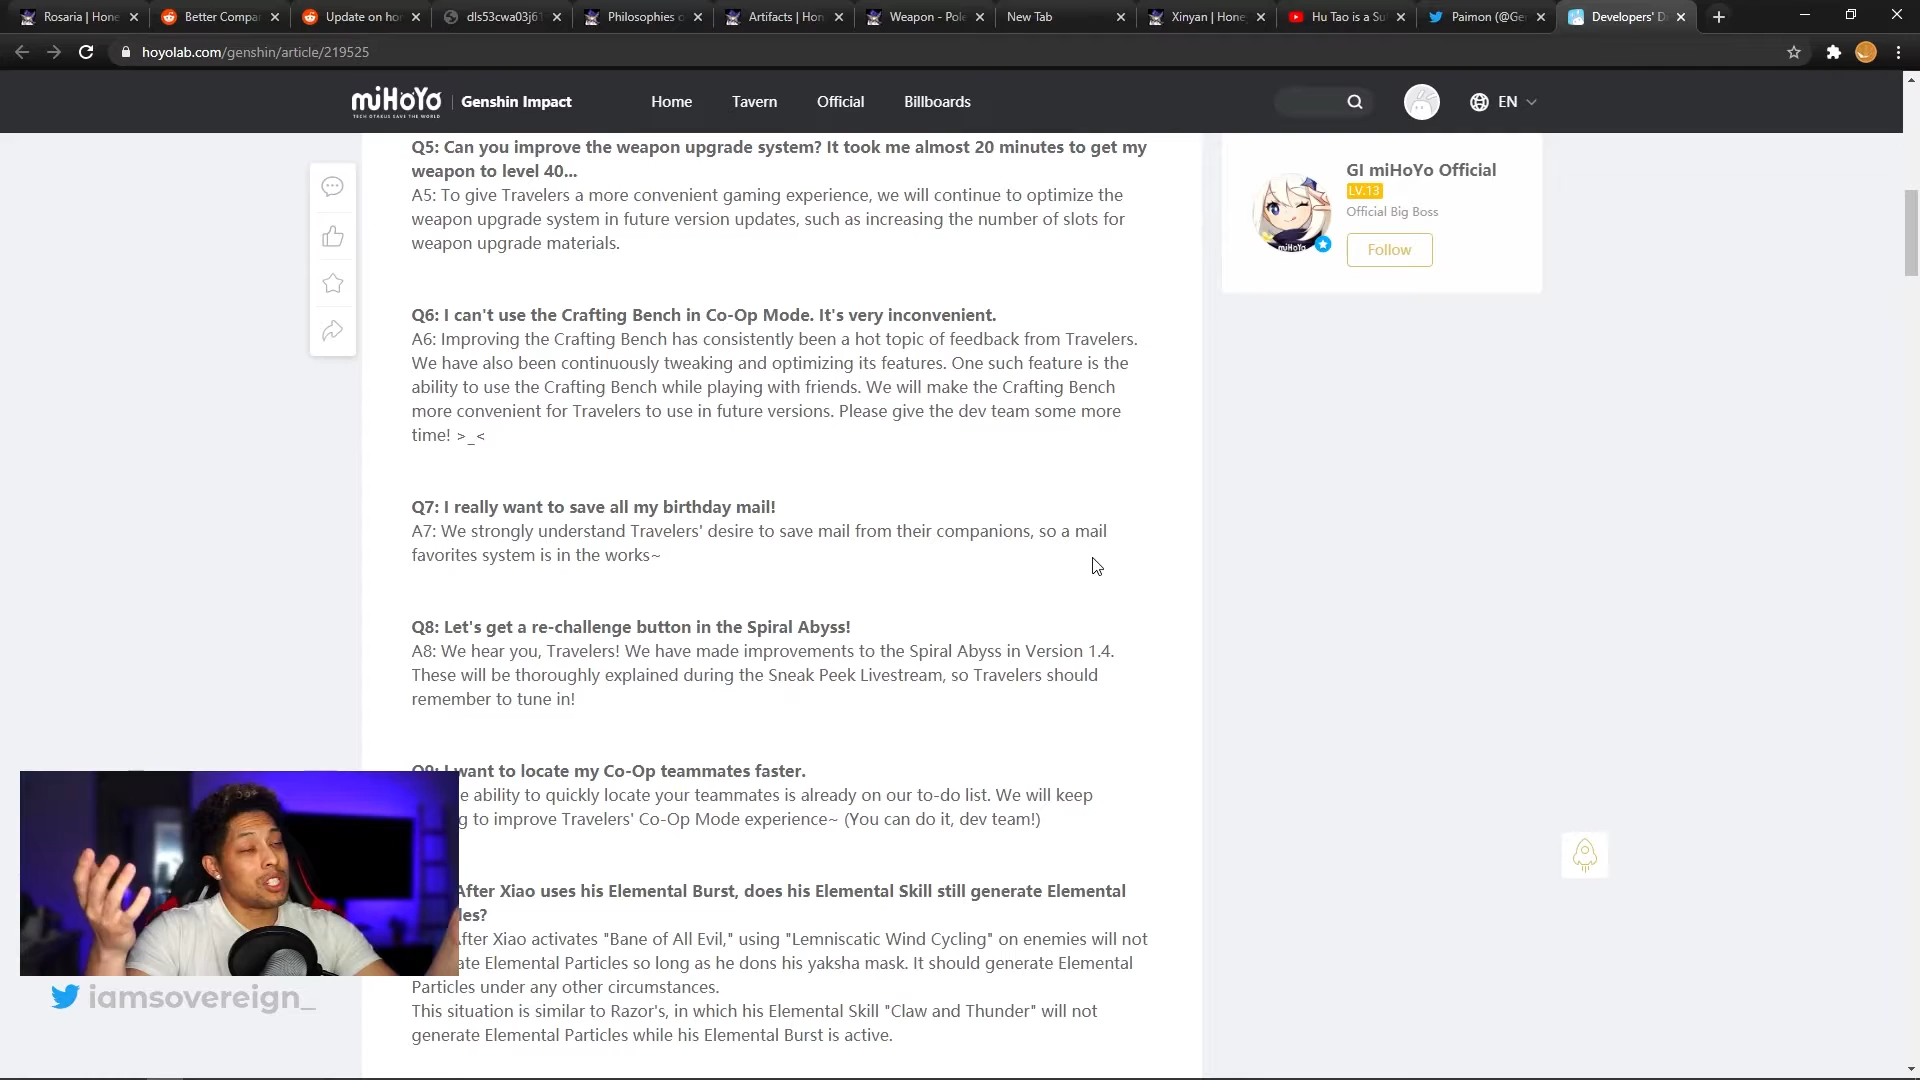 Rosaria | Hone
Better Compa
Update on hor
dls53cwa03j61
Philosophies o
Artifacts | Hon
Weapon - Pole
New Tab
Xinyan | Hone
Hu Tao is a Su
Paimon (@Ge
Developers' D
hoyolab.com/genshin/article/219525
miHoYo
TECH OTAKUS SAVE THE WORLD
Genshin Impact
Home
Tavern
Official
Billboards
EN
Q5: Can you improve the weapon upgrade system? It took me almost 20 minutes to get my
weapon to level 40...
A5: To give Travelers a more convenient gaming experience, we will continue to optimize the
weapon upgrade system in future version updates, such as increasing the number of slots for
weapon upgrade materials.
Q6: I can't use the Crafting Bench in Co-Op Mode. It's very inconvenient.
A6: Improving the Crafting Bench has consistently been a hot topic of feedback from Travelers.
We have also been continuously tweaking and optimizing its features. One such feature is the
ability to use the Crafting Bench while playing with friends. We will make the Crafting Bench
more convenient for Travelers to use in future versions. Please give the dev team some more
time! >_<
Q7: I really want to save all my birthday mail!
A7: We strongly understand Travelers' desire to save mail from their companions, so a mail
favorites system is in the works~
Q8: Let's get a re-challenge button in the Spiral Abyss!
A8: We hear you, Travelers! We have made improvements to the Spiral Abyss in Version 1.4.
These will be thoroughly explained during the Sneak Peek Livestream, so Travelers should
remember to tune in!
Q9: I want to locate my Co-Op teammates faster.
e ability to quickly locate your teammates is already on our to-do list. We will keep
g to improve Travelers' Co-Op Mode experience~ (You can do it, dev team!)
After Xiao uses his Elemental Burst, does his Elemental Skill still generate Elemental
les?
After Xiao activates "Bane of All Evil," using "Lemniscatic Wind Cycling" on enemies will not
ate Elemental Particles so long as he dons his yaksha mask. It should generate Elemental
Particles under any other circumstances.
This situation is similar to Razor's, in which his Elemental Skill "Claw and Thunder" will not
generate Elemental Particles while his Elemental Burst is active.
GI miHoYo Official
LV.13
Official Big Boss
Follow
miHoYo
iamsovereign_